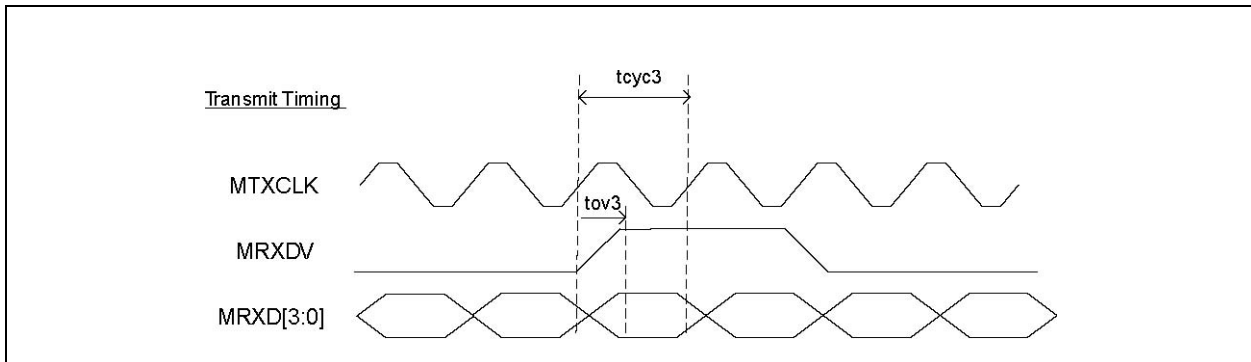 tcyc3
Transmit Timing
MTXCLK
tov3
MRXDV
MRXD[3:0]